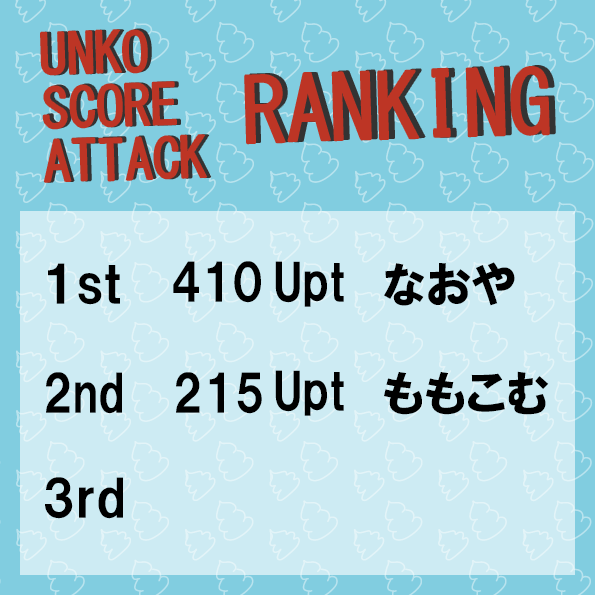 UNKO
SCORE
ATTACK
RANKING
1st 410 Upt なおや
2nd 215 Upt ももこむ
3rd